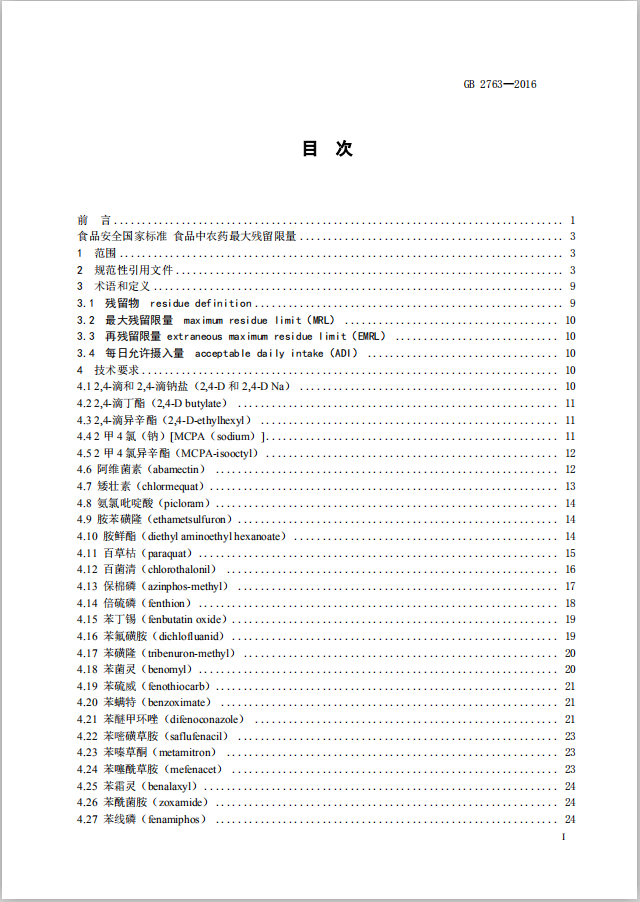 GB 2763—2016
目 次
前 言 1
食品安全国家标准 食品中农药最大残留限量 3
1 范围 3
2 规范性引用文件 3
3 术语和定义 9
3.1 残留物 residue definition 9
3.2 最大残留限量 maximum residue limit（MRL） 10
3.3 再残留限量 extraneous maximum residue limit（EMRL） 10
3.4 每日允许摄入量 acceptable daily intake（ADI） 10
4 技术要求 10
4.1 2,4-滴和 2,4-滴钠盐（2,4-D 和 2,4-D Na） 10
4.2 2,4-滴丁酯（2,4-D butylate） 11
4.3 2,4-滴异辛酯（2,4-D-ethylhexyl） 11
4.4 2 甲 4 氯（钠）[MCPA（sodium）] 11
4.5 2 甲 4 氯异辛酯（MCPA-isooctyl） 12
4.6 阿维菌素（abamectin） 12
4.7 矮壮素（chlormequat） 13
4.8 氨氯吡啶酸（picloram） 14
4.9 胺苯磺隆（ethametsulfuron） 14
4.10 胺鲜酯（diethyl aminoethyl hexanoate） 14
4.11 百草枯（paraquat） 15
4.12 百菌清（chlorothalonil） 16
4.13 保棉磷（azinphos-methyl） 17
4.14 倍硫磷（fenthion） 18
4.15 苯丁锡（fenbutatin oxide） 19
4.16 苯氟磺胺（dichlofluanid） 19
4.17 苯磺隆（tribenuron-methyl） 20
4.18 苯菌灵（benomyl） 20
4.19 苯硫威（fenothiocarb） 21
4.20 苯螨特（benzoximate） 21
4.21 苯醚甲环唑（difenoconazole） 21
4.22 苯嘧磺草胺（saflufenacil） 23
4.23 苯嗪草酮（metamitron） 23
4.24 苯噻酰草胺（mefenacet） 23
4.25 苯霜灵（benalaxyl） 24
4.26 苯酰菌胺（zoxamide） 24
4.27 苯线磷（fenamiphos） 24
I